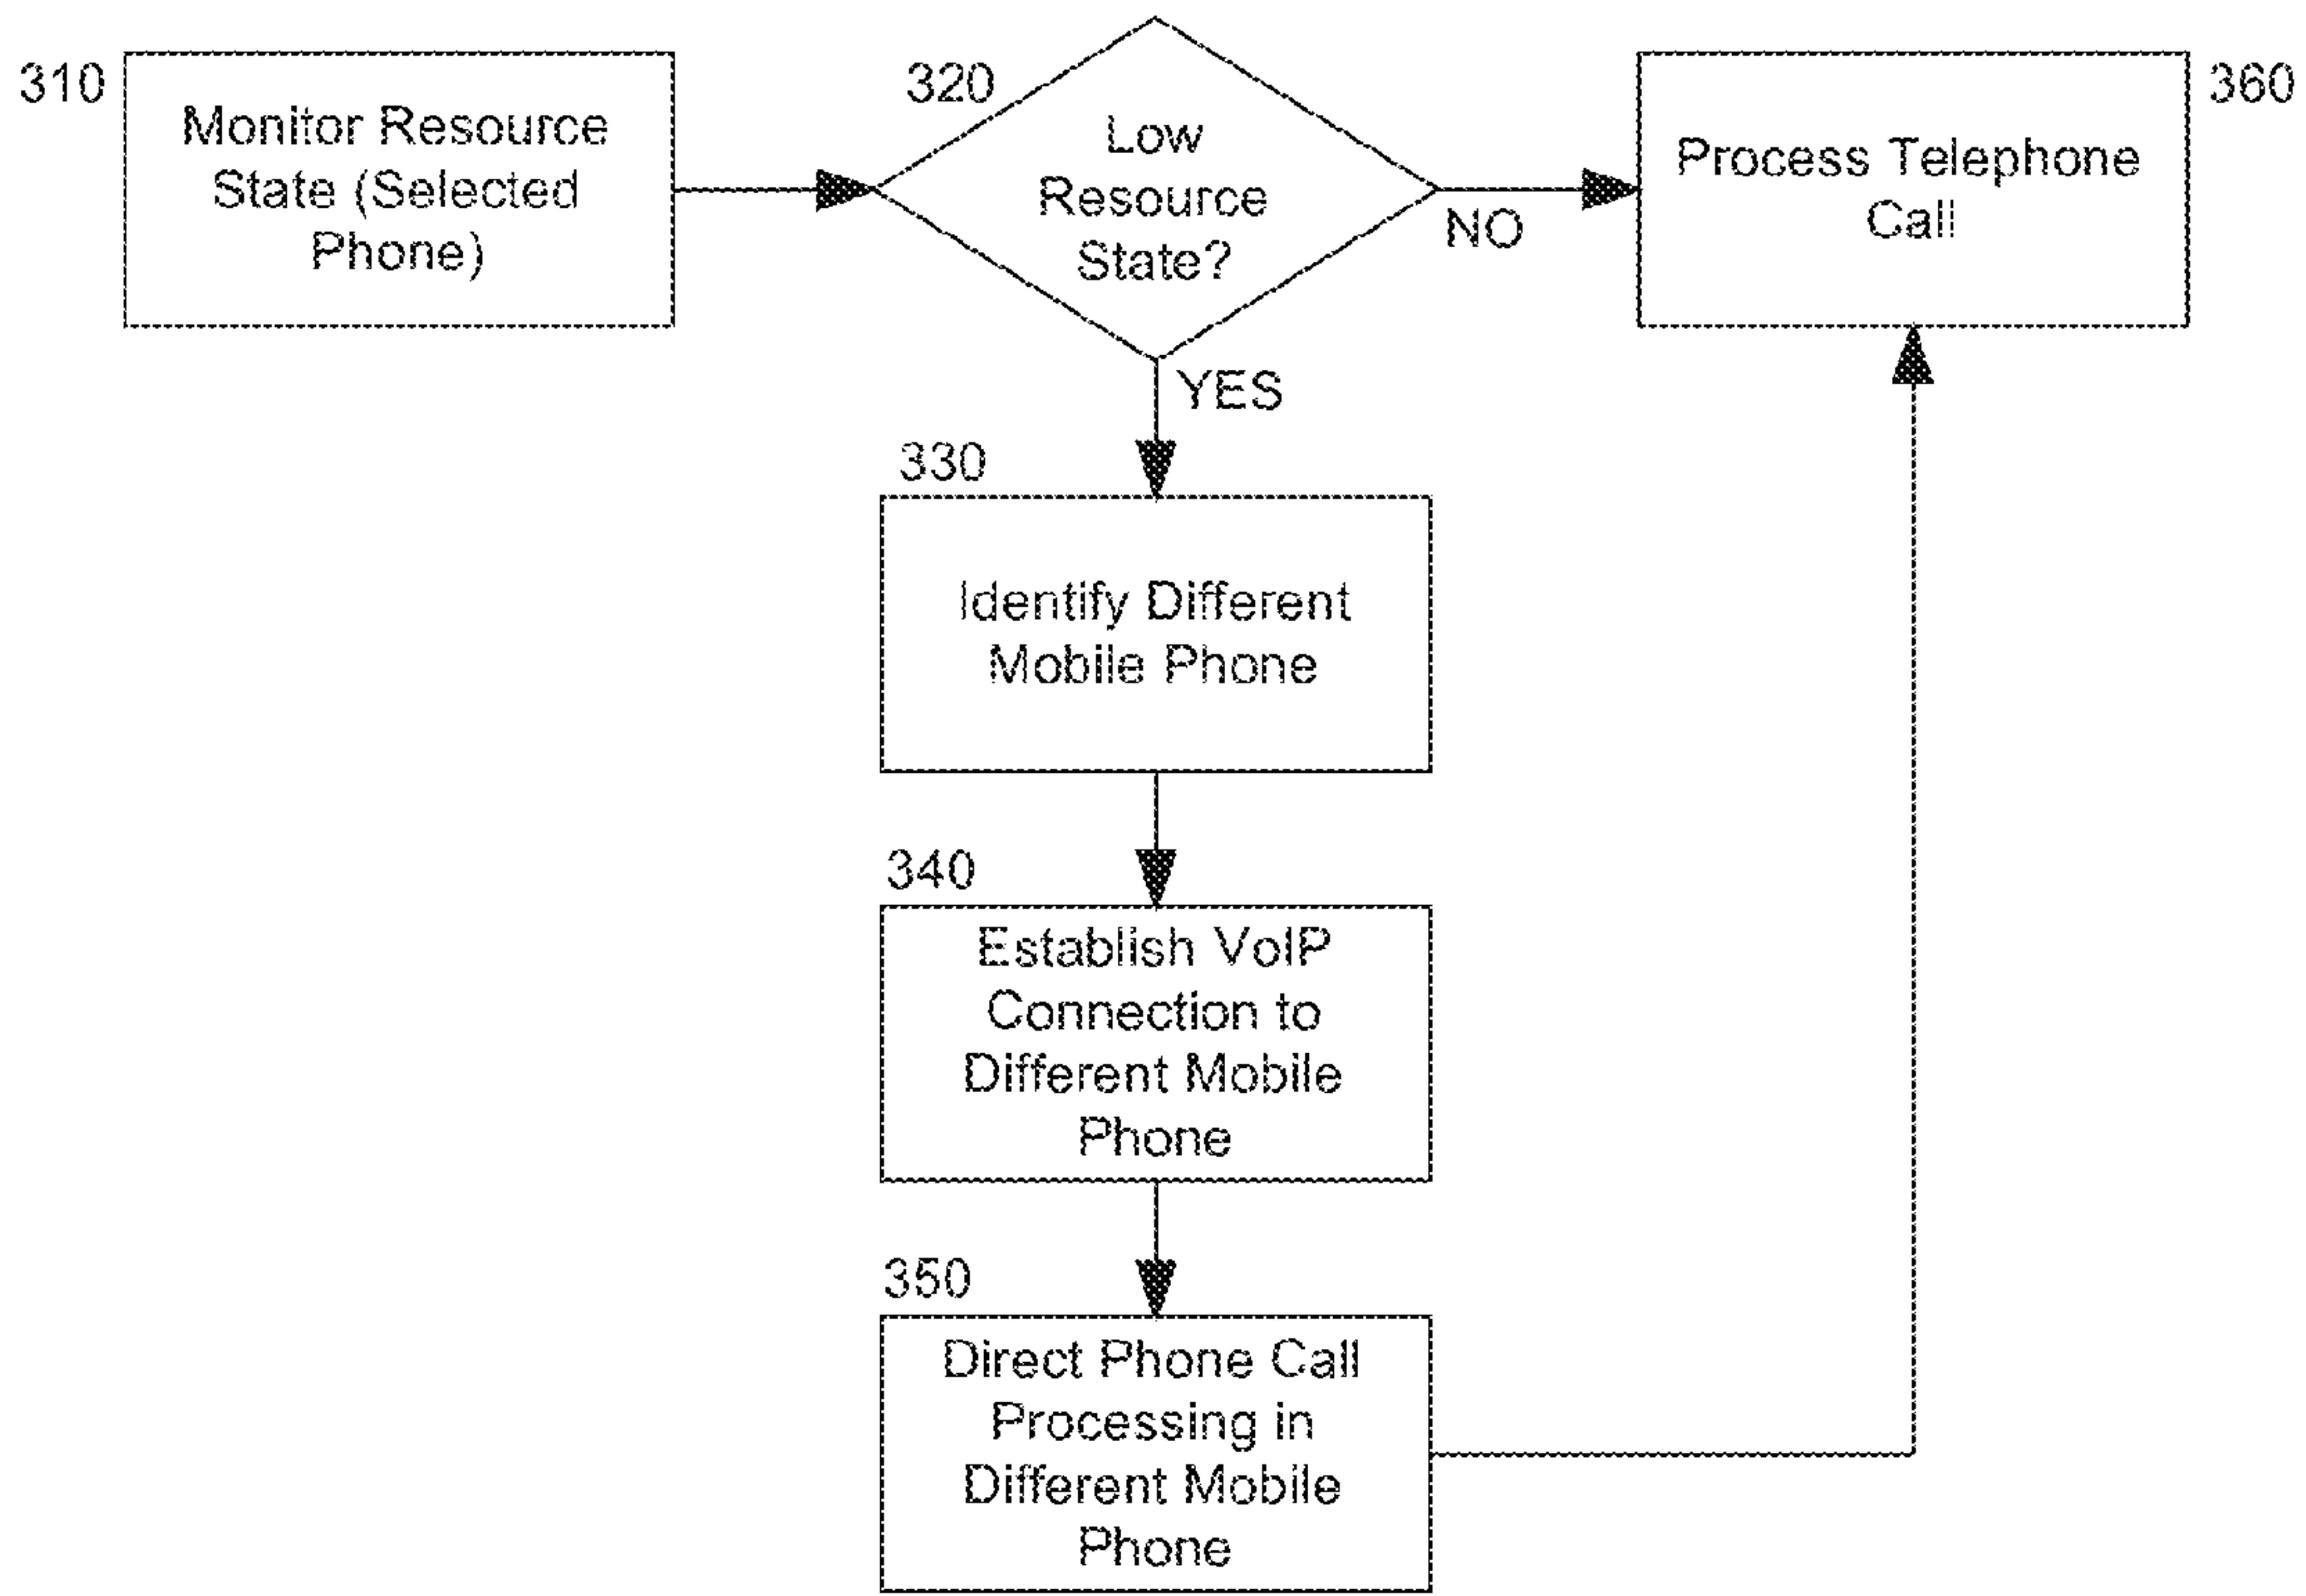 310
Monitor Resource
State (Selected
Phone)
320
Low
Resource
State?
NO
YES
360
Process Telephone
Call
330
Identify Different
Mobile Phone
340
Establish VoIP
Connection to
Different Mobile
Phone
350
Direct Phone Call
Processing in
Different Mobile
Phone